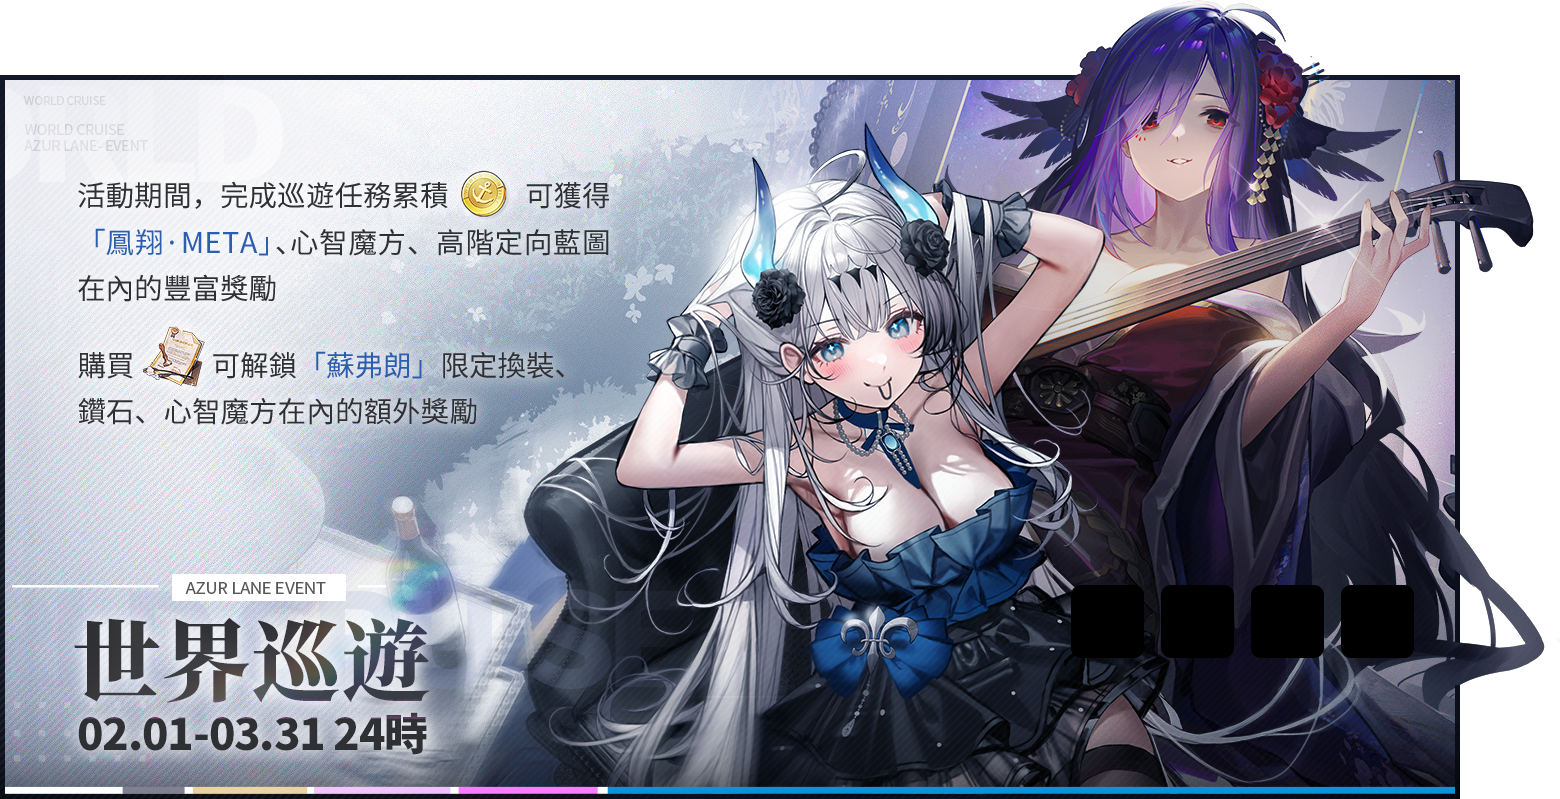 WORLD CRUISE
WORLD CRUISE
AZUR LANE- EVENT
活動期間，完成巡遊任務累積 可獲得
「鳳翔·META」、心智魔方、高階定向藍圖
在內的豐富獎勵
購買 可解鎖「蘇弗朗」限定換裝、
鑽石、心智魔方在內的額外獎勵
AZUR LANE EVENT
世界巡遊
02.01-03.31 24時